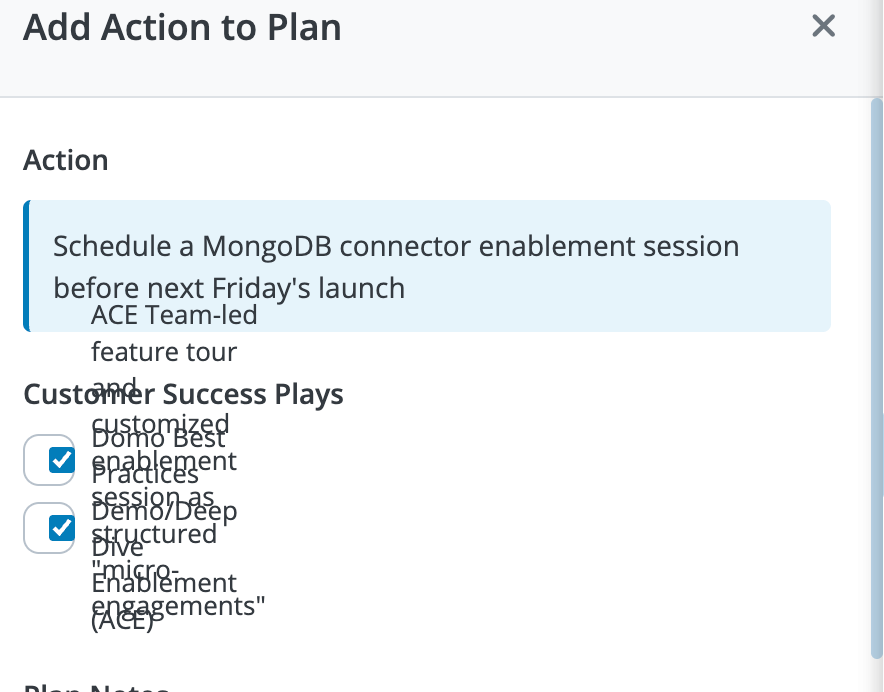 Add Action to Plan
Action
Schedule a MongoDB connector enablement session
before next Friday's launch
Customer Success Plays
ACE Team-led
feature tour
and
customized
enablement
session as
structured
"micro-
engagements"
Domo Best
Practices
Demo/Deep
Dive
Enablement
(ACE)
Plan Notes